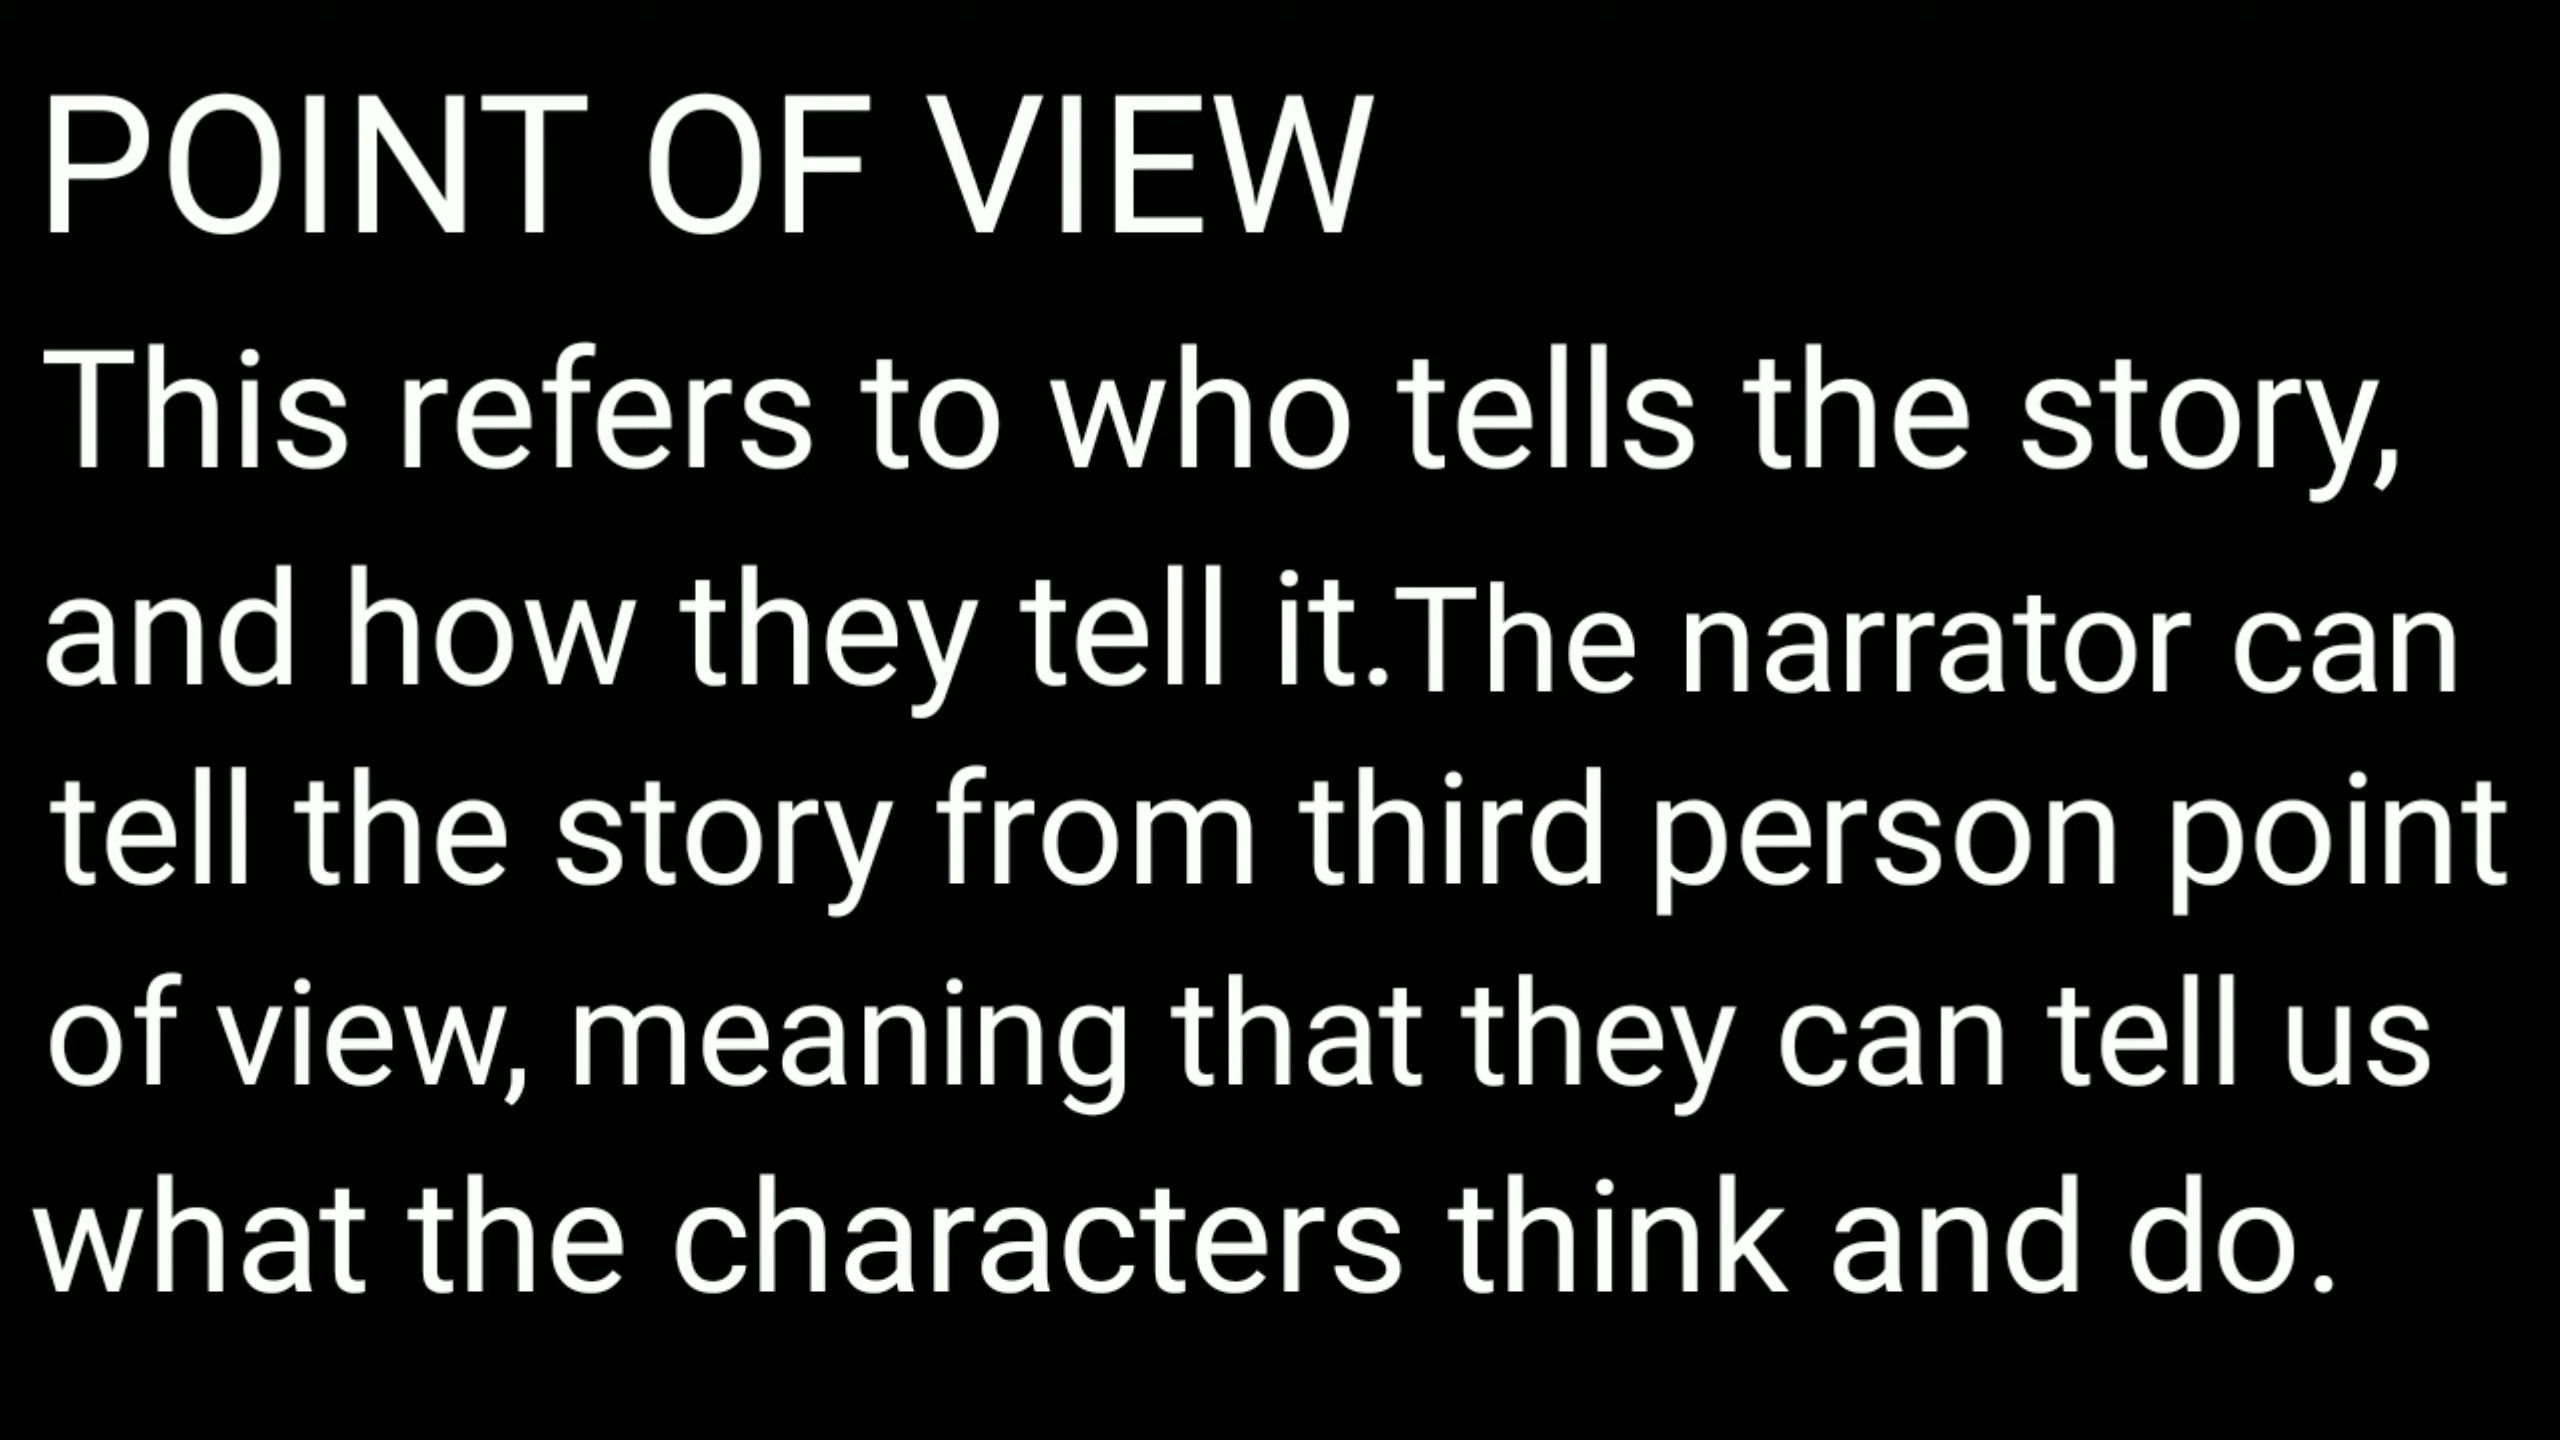 POINT OF VIEW
This refers to who tells the story,
and how they tell it.The narrator can
tell the story from third person point
of view, meaning that they can tell us
what the characters think and do.